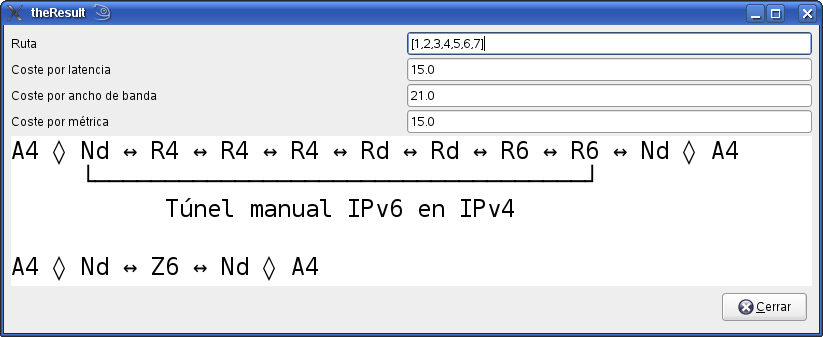 theResult
Ruta [1,2,3,4,5,6,7]
Coste por latencia 15.0
Coste por ancho de banda 21.0
Coste por métrica 15.0
A4 ◊ Nd ↔ R4 ↔ R4 ↔ R4 ↔ Rd ↔ Rd ↔ R6 ↔ R6 ↔ Nd ◊ A4
Túnel manual IPv6 en IPv4
A4 ◊ Nd ↔ Z6 ↔ Nd ◊ A4
Cerrar